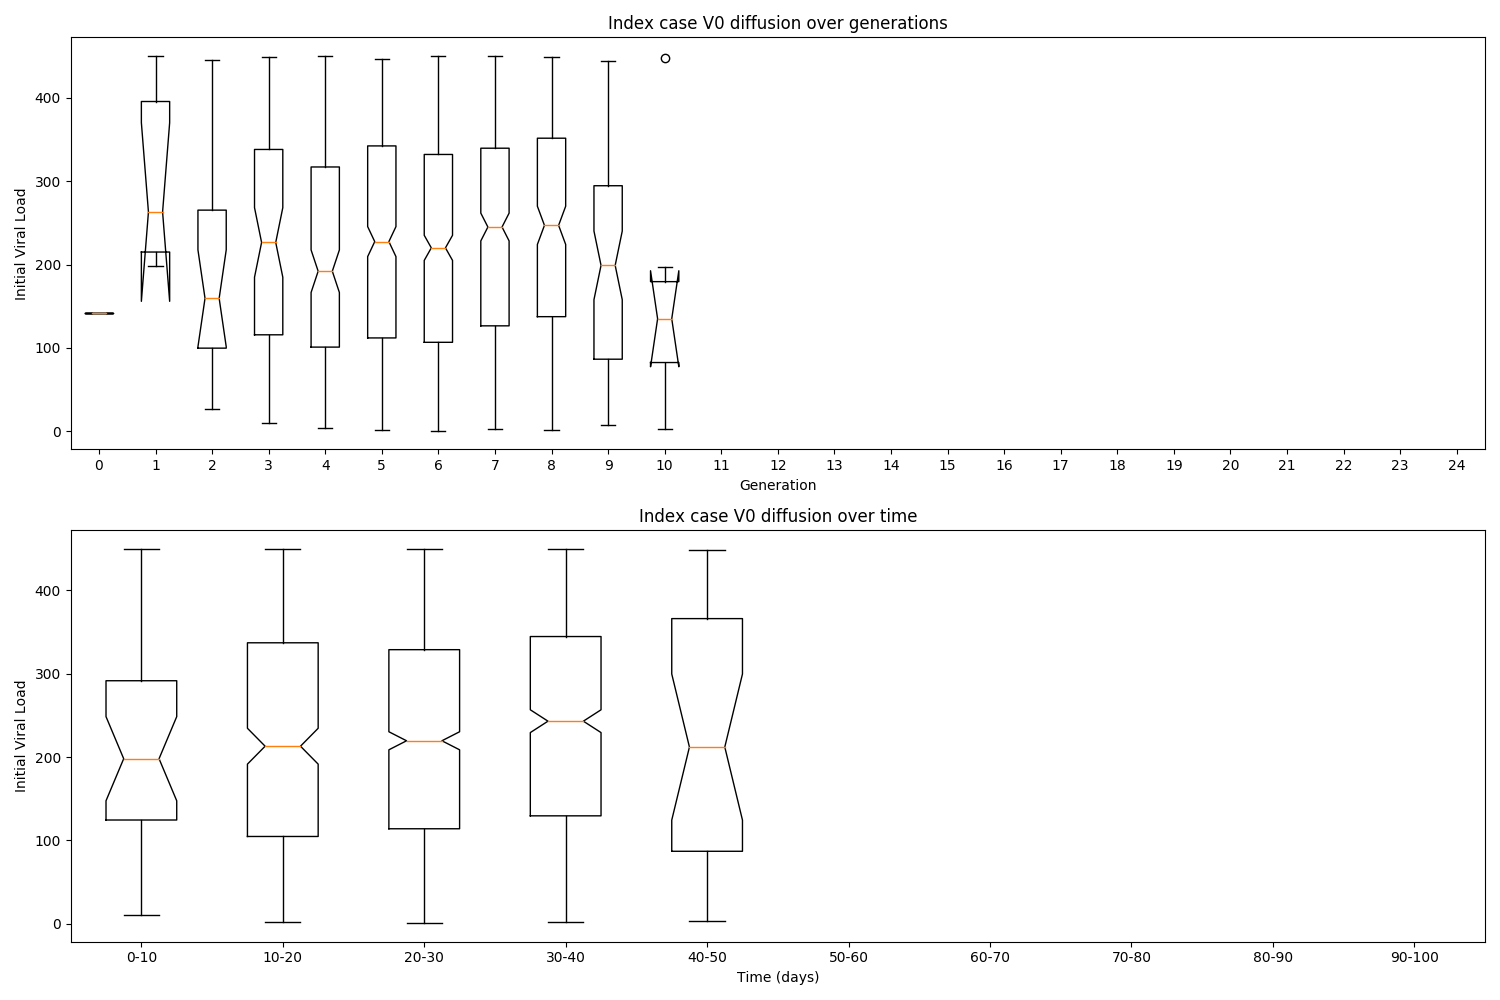 Index case V0 diffusion over generations
Initial Viral Load
400
300
200
100
0
0 1 2 3 4 5 6 7 8 9 10 11 12 13 14 15 16 17 18 19 20 21 22 23 24
Generation
Index case V0 diffusion over time
Initial Viral Load
400
300
200
100
0
0-10 10-20 20-30 30-40 40-50 50-60 60-70 70-80 80-90 90-100
Time (days)